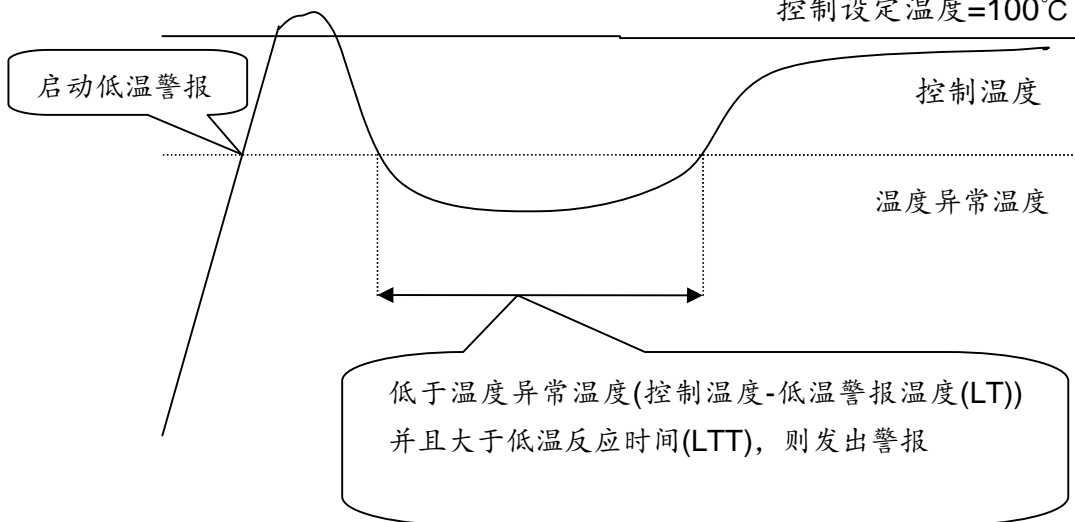 控制设定温度=100℃
启动低温警报
控制温度
温度异常温度
低于温度异常温度(控制温度-低温警报温度(LT))
并且大于低温反应时间(LTT)，则发出警报